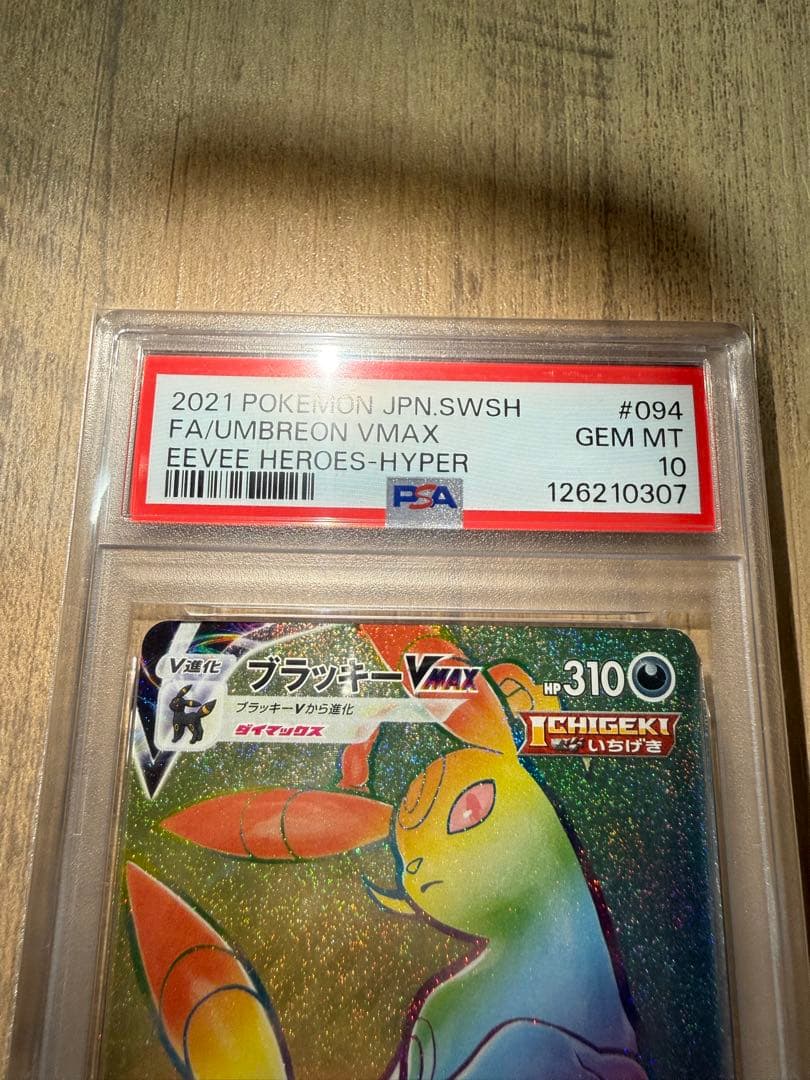 2021 POKEMON JPN.SWSH #094
FA/UMBREON VMAX GEM MT
EEVEE HEROES-HYPER 10
PSA 126210307
V進化 ブラッキーVMAX HP310
ブラッキーVから進化
ダイマックス
ICHIGEKI
いちげき